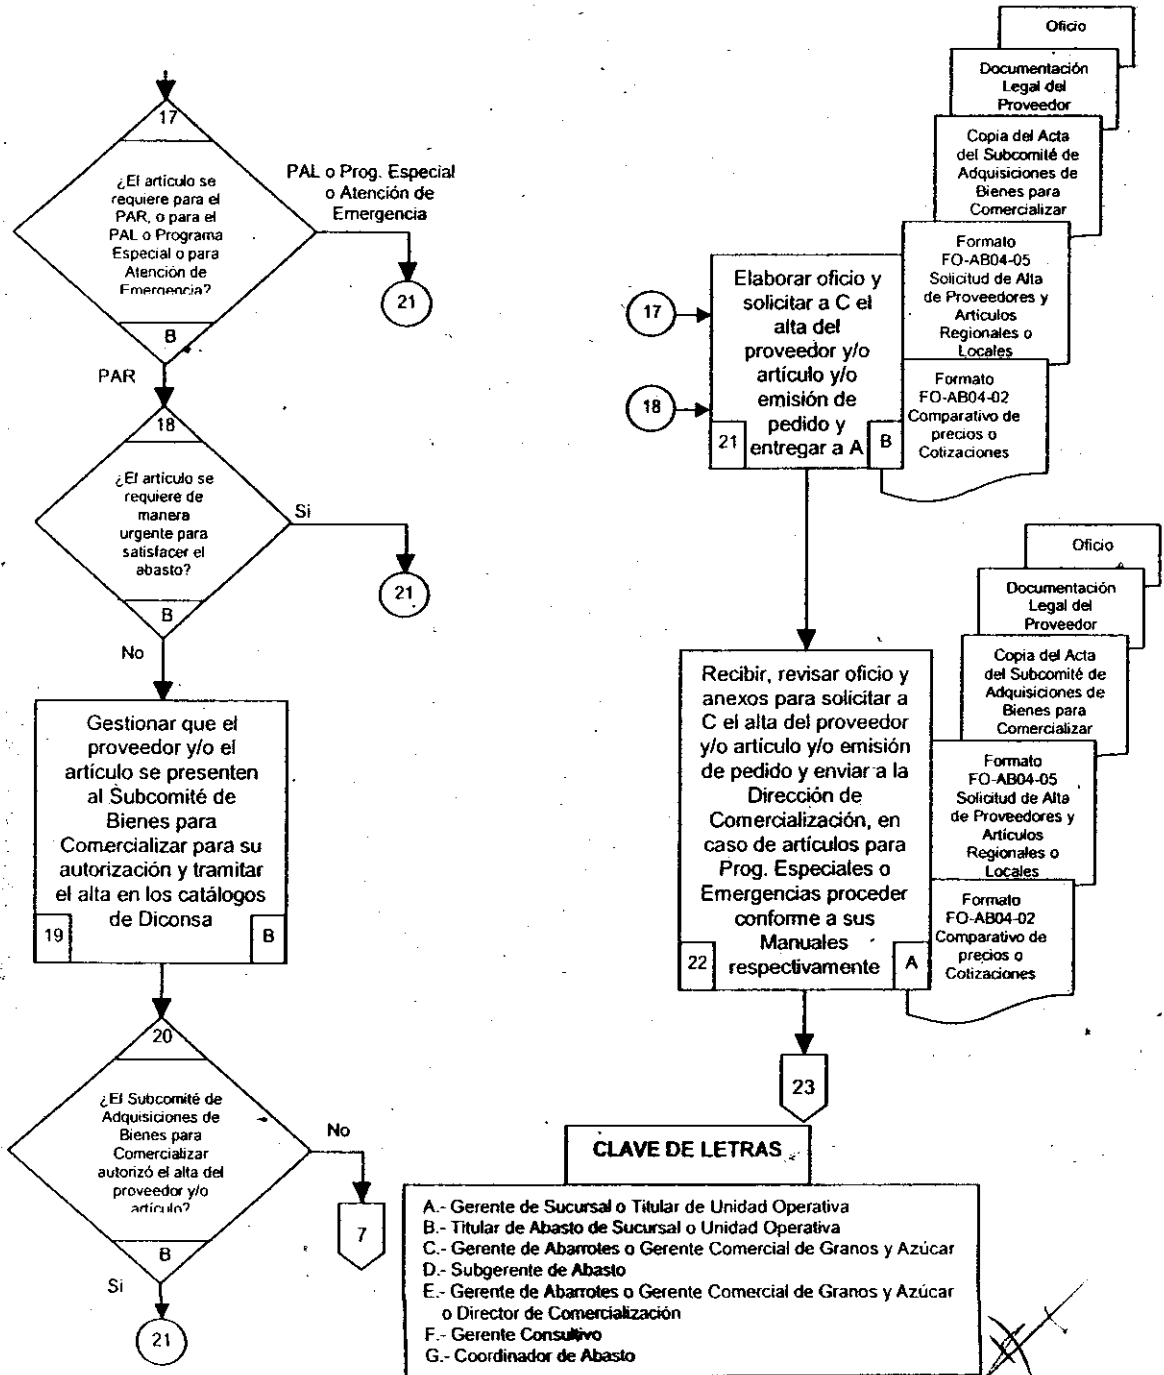 17
¿El artículo se
requiere para el
PAR, o para el
PAL o Programa
Especial o para
Atención de
Emergencia?
B
PAL o Prog. Especial
o Atención de
Emergencia
21
PAR
18
¿El artículo se
requiere de
manera
urgente para
satisfacer el
abasto?
B
Si
21
No
Gestionar que el
proveedor y/o el
artículo se presenten
al Subcomité de
Bienes para
Comercializar para su
autorización y tramitar
el alta en los catálogos
de Diconsa
19
B
20
¿El Subcomité de
Adquisiciones de
Bienes para
Comercializar
autorizó el alta del
proveedor y/o
artículo?
B
No
7
Si
21
Oficio
Documentación
Legal del
Proveedor
Copia del Acta
del Subcomité de
Adquisiciones de
Bienes para
Comercializar
Formato
FO-AB04-05
Solicitud de Alta
de Proveedores y
Artículos
Regionales o
Locales
Formato
FO-AB04-02
Comparativo de
precios o
Cotizaciones
17
18
Elaborar oficio y
solicitar a C el
alta del
proveedor y/o
artículo y/o
emisión de
pedido y
entregar a A
21
B
Oficio
Documentación
Legal del
Proveedor
Copia del Acta
del Subcomité de
Adquisiciones de
Bienes para
Comercializar
Formato
FO-AB04-05
Solicitud de Alta
de Proveedores y
Artículos
Regionales o
Locales
Formato
FO-AB04-02
Comparativo de
precios o
Cotizaciones
Recibir, revisar oficio y
anexos para solicitar a
C el alta del proveedor
y/o artículo y/o emisión
de pedido y enviar a la
Dirección de
Comercialización, en
caso de artículos para
Prog. Especiales o
Emergencias proceder
conforme a sus
Manuales
respectivamente
22
A
23
CLAVE DE LETRAS
A.- Gerente de Sucursal o Titular de Unidad Operativa
B.- Titular de Abasto de Sucursal o Unidad Operativa
C.- Gerente de Abarrotes o Gerente Comercial de Granos y Azúcar
D.- Subgerente de Abasto
E.- Gerente de Abarrotes o Gerente Comercial de Granos y Azúcar
o Director de Comercialización
F.- Gerente Consultivo
G.- Coordinador de Abasto